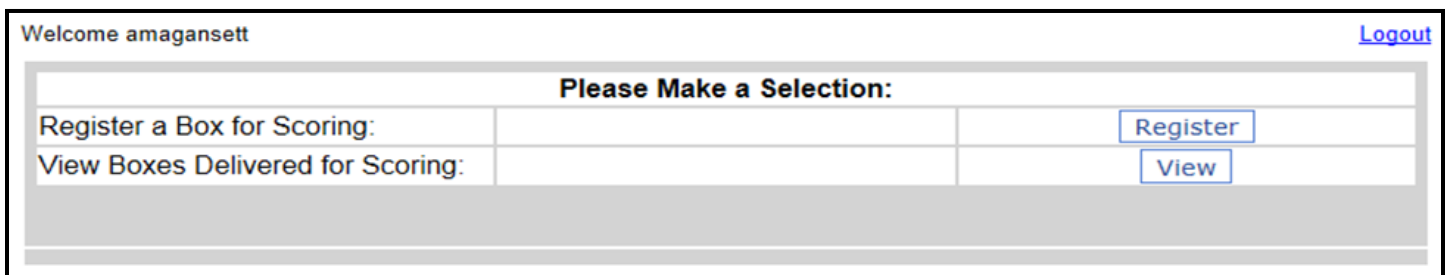 Welcome amagansett Logout
Please Make a Selection:
Register a Box for Scoring: Register
View Boxes Delivered for Scoring: View